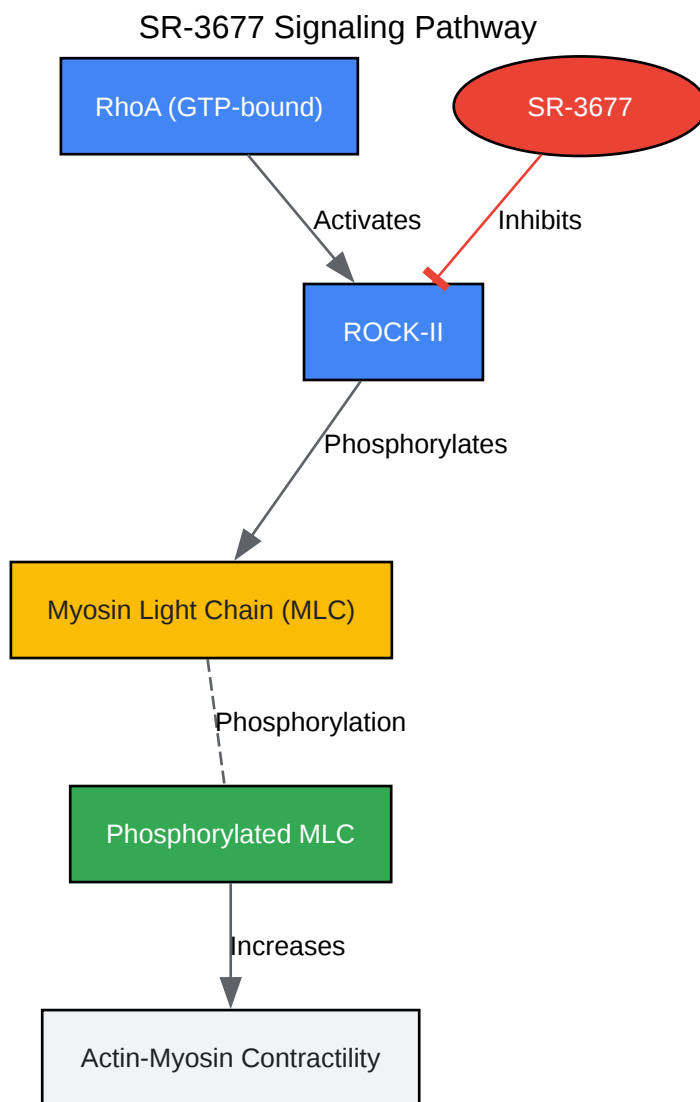 SR-3677 Signaling Pathway
RhoA (GTP-bound)
SR-3677
Activates
Inhibits
ROCK-II
Phosphorylates
Myosin Light Chain (MLC)
Phosphorylation
Phosphorylated MLC
Increases
Actin-Myosin Contractility